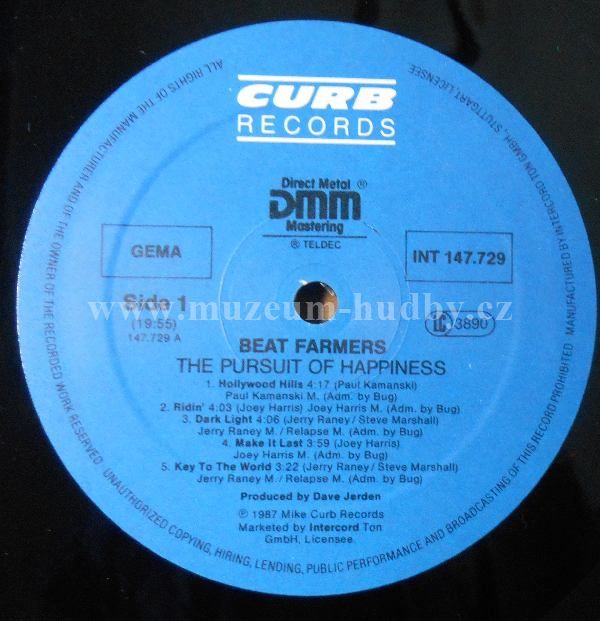 CURB
RECORDS
Direct Metal ®
DMM
Mastering
® TELDEC
GEMA
INT 147.729
Side 1
(19:55)
147.729 A
LC 3890
www.muzeum-hudby.cz
BEAT FARMERS
THE PURSUIT OF HAPPINESS
1. Hollywood Hills 4:17 (Paul Kamanski)
Paul Kamanski M. (Adm. by Bug)
2. Ridin' 4:03 (Joey Harris) Joey Harris M. (Adm. by Bug)
3. Dark Light 4:06 (Jerry Raney/Steve Marshall)
Jerry Raney M./Relapse M. (Adm. by Bug)
4. Make It Last 3:59 (Joey Harris)
Joey Harris M. (Adm. by Bug)
5. Key To The World 3:22 (Jerry Raney/Steve Marshall)
Jerry Raney M./Relapse M. (Adm. by Bug)
Produced by Dave Jerden
℗ 1987 Mike Curb Records
Marketed by Intercord Ton
GmbH, Licensee.
ALL RIGHTS OF THE MANUFACTURER AND OF THE OWNER OF THE RECORDED WORK RESERVED. UNAUTHORIZED COPYING, HIRING, LENDING, PUBLIC PERFORMANCE AND BROADCASTING OF THIS RECORD PROHIBITED. MANUFACTURED BY INTERCORD TON GMBH, STUTTGART, LICENSEE